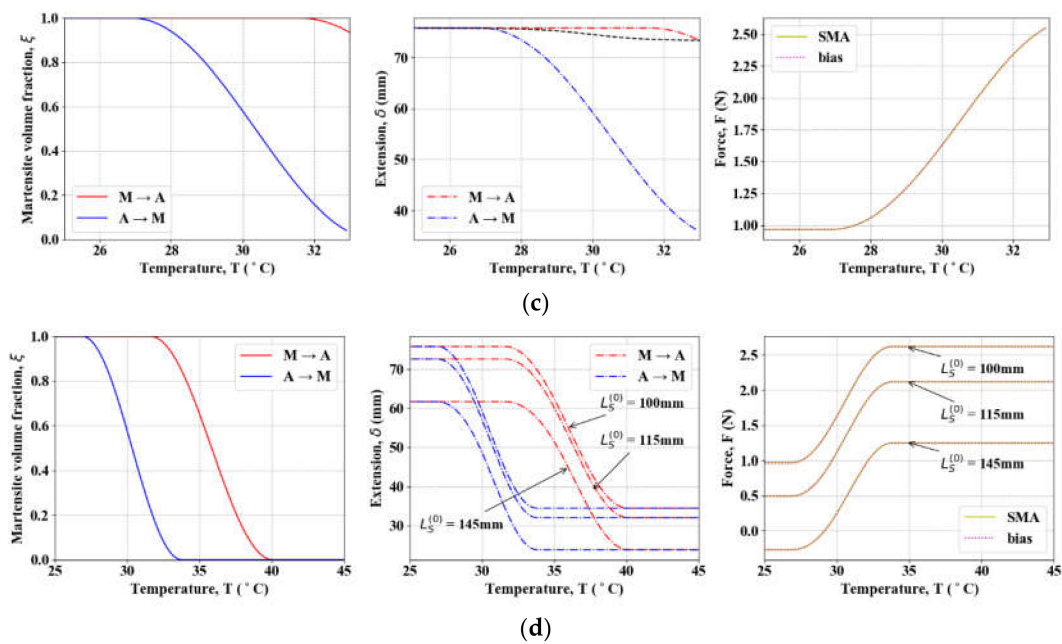 Martensite volume fraction, ξ
1.0
0.8
0.6
0.4
0.2
0.0
M → A
A → M
26
28
30
32
Temperature, T (°C)
Extension, δ (mm)
70
60
50
40
M → A
A → M
26
28
30
32
Temperature, T (°C)
Force, F (N)
2.50
2.25
2.00
1.75
1.50
1.25
1.00
SMA
bias
26
28
30
32
Temperature, T (°C)
(c)
Martensite volume fraction, ξ
1.0
0.8
0.6
0.4
0.2
0.0
M → A
A → M
25
30
35
40
45
Temperature, T (°C)
Extension, δ (mm)
70
60
50
40
30
M → A
A → M
L_S^(0) = 100mm
L_S^(0) = 115mm
L_S^(0) = 145mm
25
30
35
40
45
Temperature, T (°C)
Force, F (N)
2.5
2.0
1.5
1.0
0.5
0.0
L_S^(0) = 100mm
L_S^(0) = 115mm
L_S^(0) = 145mm
SMA
bias
25
30
35
40
45
Temperature, T (°C)
(d)